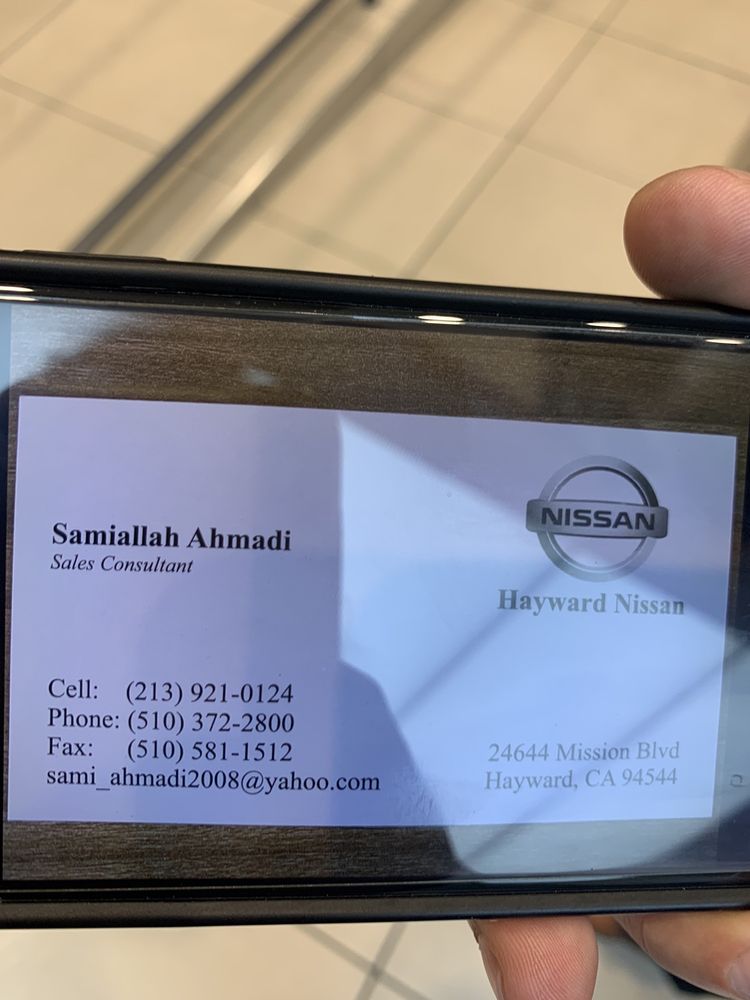 Samiallah Ahmadi
Sales Consultant
Cell: (213) 921-0124
Phone: (510) 372-2800
Fax: (510) 581-1512
sami_ahmadi2008@yahoo.com
NISSAN
Hayward Nissan
24644 Mission Blvd
Hayward, CA 94544